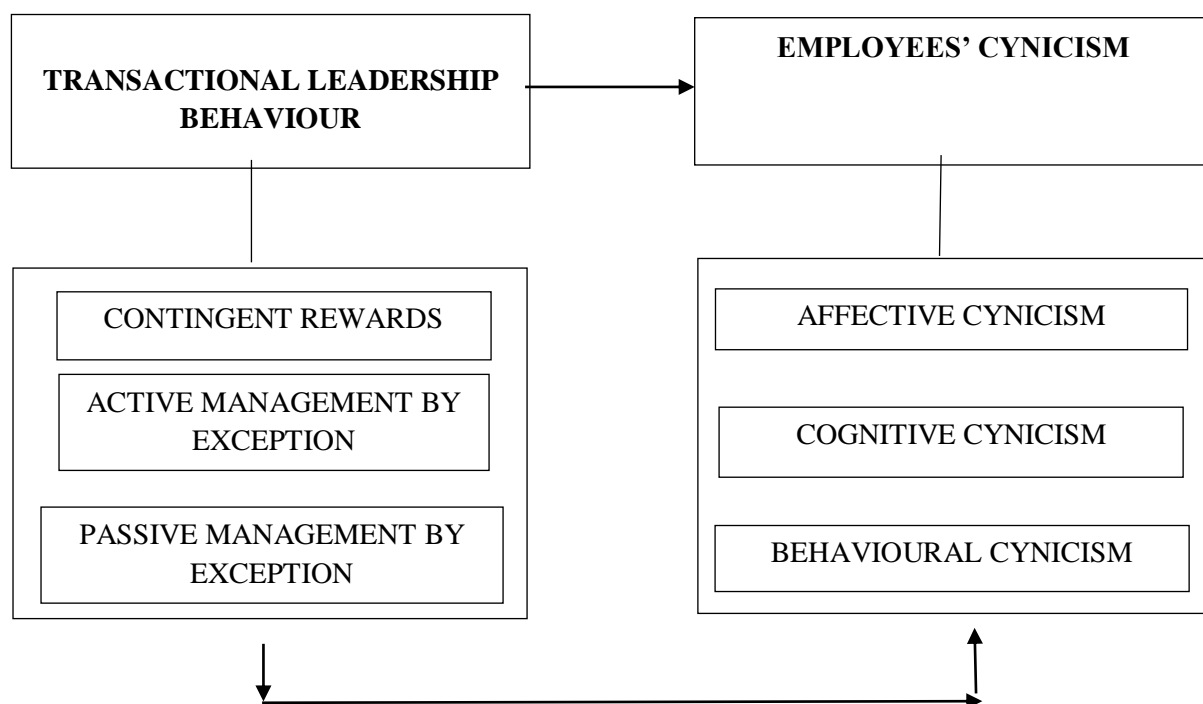 TRANSACTIONAL LEADERSHIP
BEHAVIOUR
EMPLOYEES’ CYNICISM
CONTINGENT REWARDS
ACTIVE MANAGEMENT BY
EXCEPTION
PASSIVE MANAGEMENT BY
EXCEPTION
AFFECTIVE CYNICISM
COGNITIVE CYNICISM
BEHAVIOURAL CYNICISM